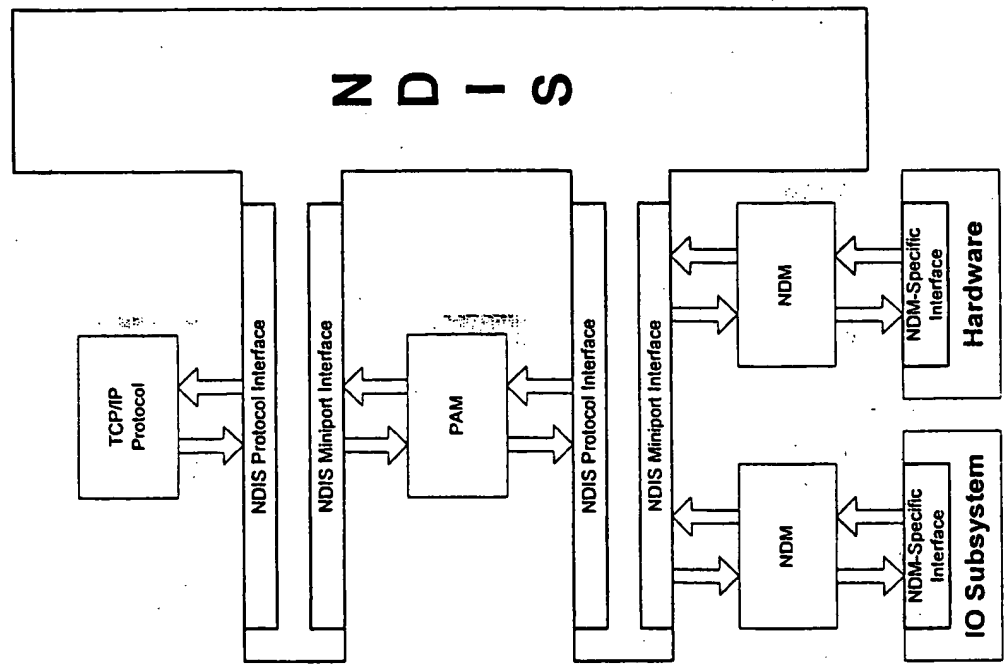 NDIS
TCP/IP
Protocol
NDIS Protocol Interface
NDIS Miniport Interface
PAM
NDIS Protocol Interface
NDIS Miniport Interface
NDM
NDM
NDM-Specific
Interface
IO Subsystem
NDM-Specific
Interface
Hardware